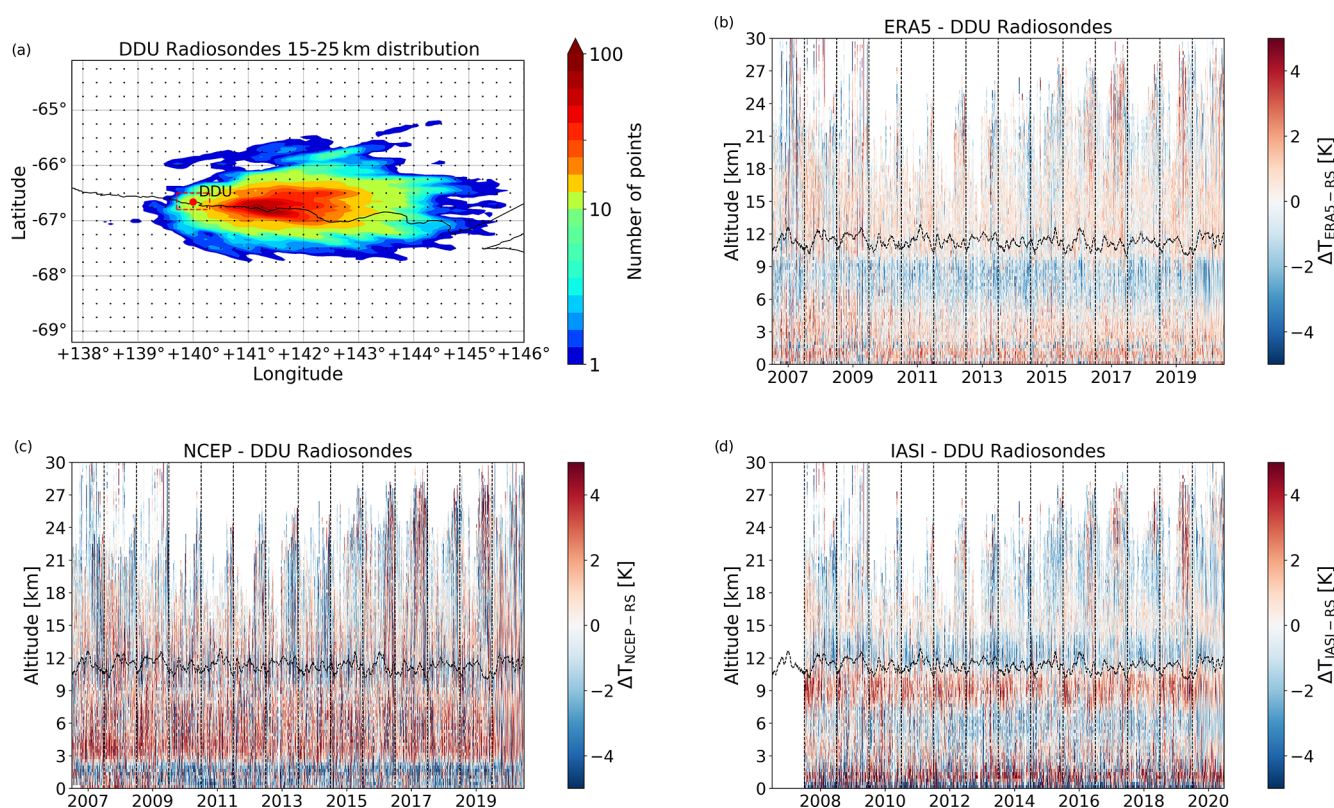 (a)
DDU Radiosondes 15-25 km distribution
-65°
-66°
-67°
-68°
-69°
Latitude
DDU
+138° +139° +140° +141° +142° +143° +144° +145° +146°
Longitude
100
10
1
Number of points
(b)
ERA5 - DDU Radiosondes
30
27
24
21
18
15
12
9
6
3
0
Altitude [km]
2007 2009 2011 2013 2015 2017 2019
4
2
0
−2
−4
ΔT_ERA5−RS [K]
(c)
NCEP - DDU Radiosondes
30
27
24
21
18
15
12
9
6
3
0
Altitude [km]
2007 2009 2011 2013 2015 2017 2019
4
2
0
−2
−4
ΔT_NCEP−RS [K]
(d)
IASI - DDU Radiosondes
30
27
24
21
18
15
12
9
6
3
0
Altitude [km]
2008 2010 2012 2014 2016 2018 2020
4
2
0
−2
−4
ΔT_IASI−RS [K]